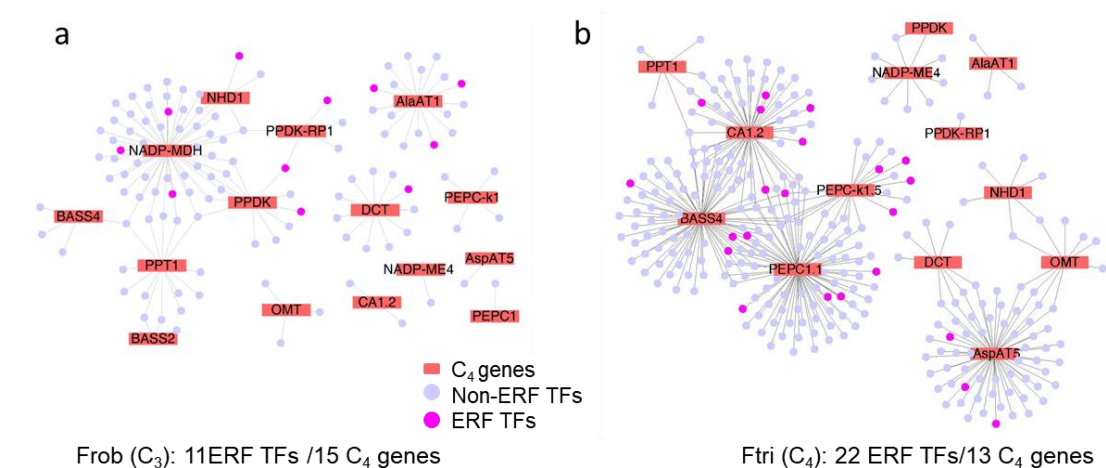 a
NHD1
AlaAT1
PPDK-RP1
NADP-MDH
PEPC-k1
PPDK
DCT
BASS4
AspAT5
PPT1
NADP-ME4
CA1.2
OMT
PEPC1
BASS2
b
PPDK
PPT1
AlaAT1
NADP-ME4
CA1.2
PPDK-RP1
PEPC-k1.5
NHD1
BASS4
DCT
OMT
PEPC1.1
AspAT5
C₄ genes
Non-ERF TFs
ERF TFs
Frob (C₃): 11ERF TFs /15 C₄ genes
Ftri (C₄): 22 ERF TFs/13 C₄ genes